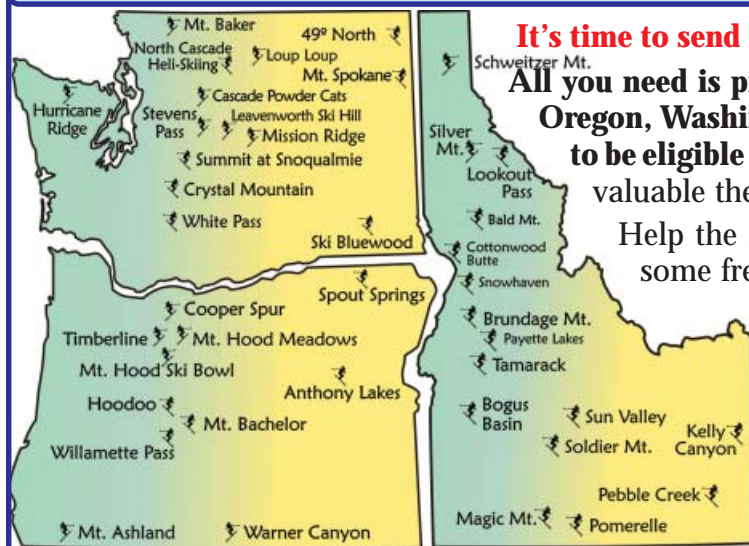 It's time to send
All you need is
Oregon,
to be eligible
valuable
Help the
some
Mt. Baker
North Cascade
Heli-Skiing
Loup Loup
49º North
Mt. Spokane
Hurricane
Ridge
Cascade Powder Cats
Stevens
Pass
Leavenworth Ski Hill
Mission Ridge
Summit at Snoqualmie
Crystal Mountain
White Pass
Ski Bluewood
Cooper Spur
Spout Springs
Timberline
Mt. Hood Meadows
Mt. Hood Ski Bowl
Anthony Lakes
Hoodoo
Mt. Bachelor
Willamette Pass
Mt. Ashland
Warner Canyon
Schweitzer Mt.
Silver
Mt.
Lookout
Pass
Bald Mt.
Cottonwood
Butte
Snowhaven
Brundage Mt.
Payette Lakes
Tamarack
Bogus
Basin
Sun Valley
Soldier Mt.
Kelly
Canyon
Pebble Creek
Magic Mt.
Pomerelle